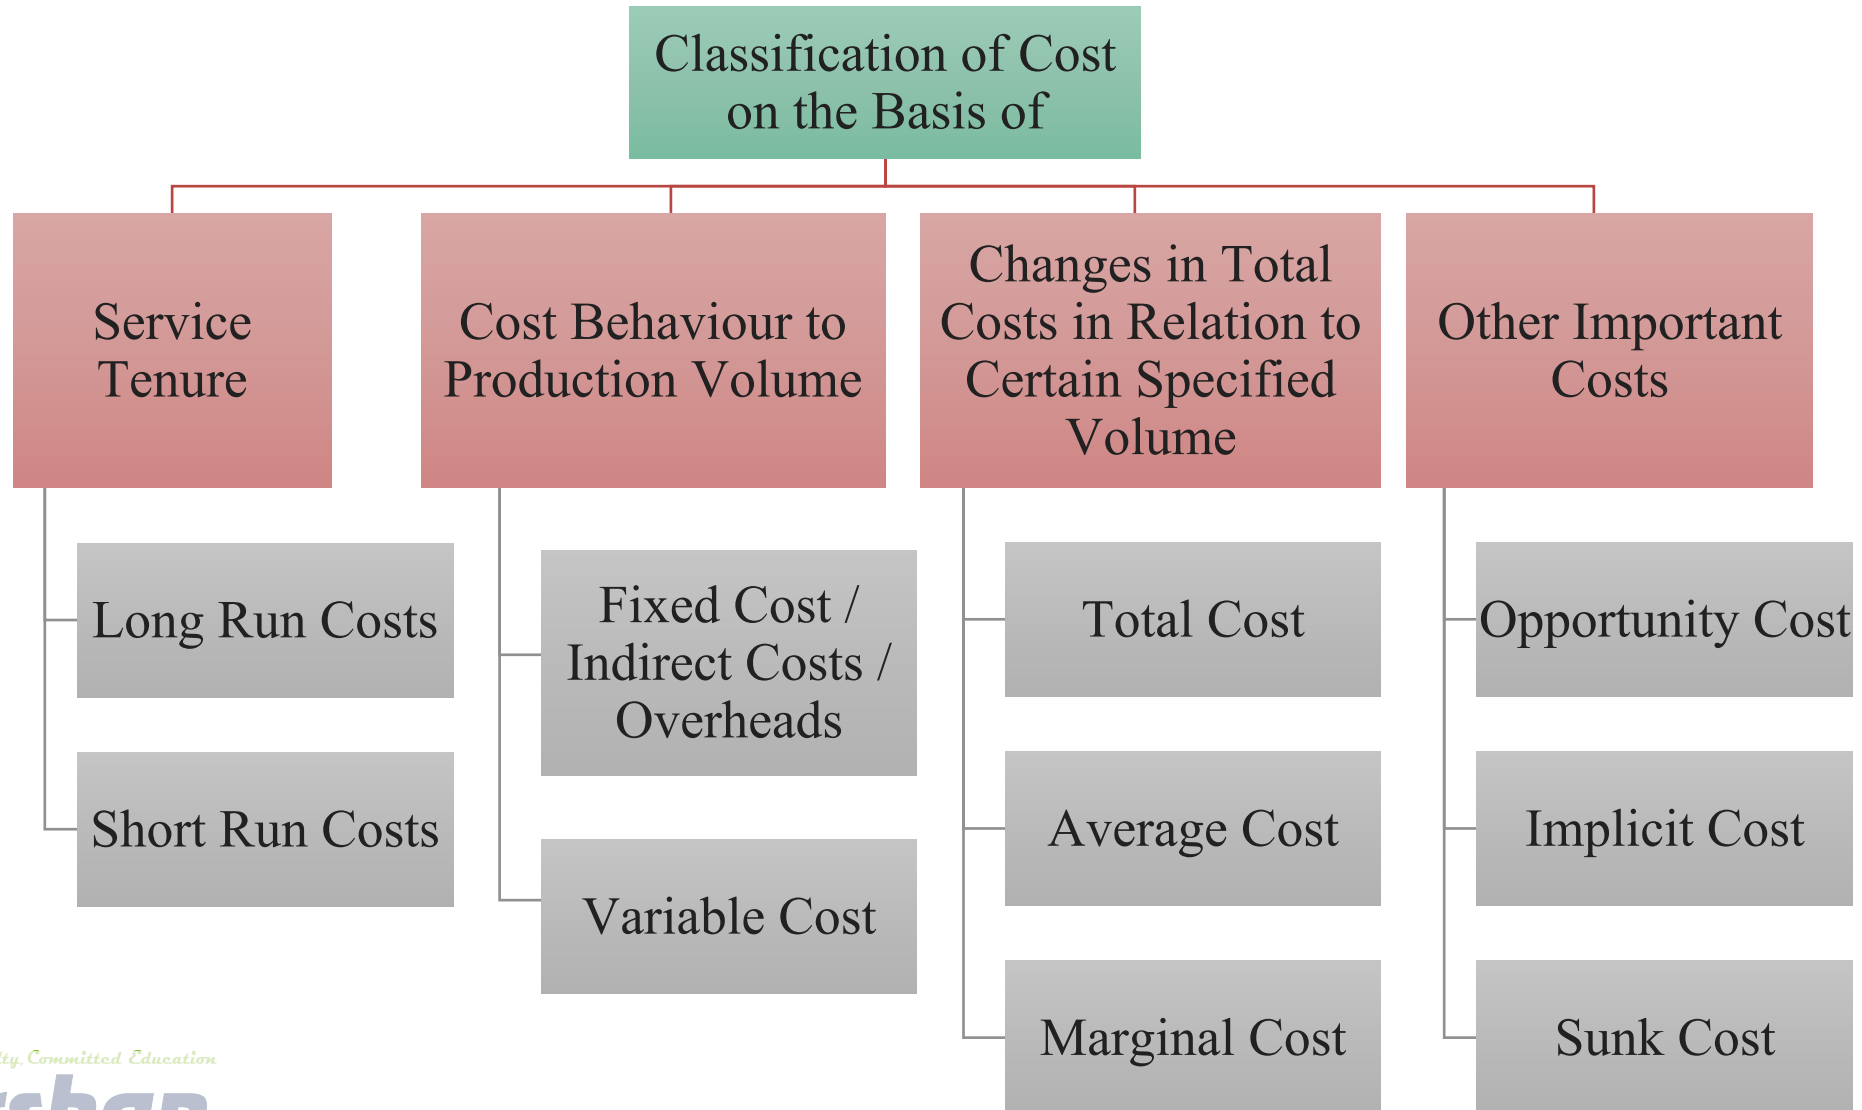 Classification of Cost
on the Basis of
Service
Tenure
Long Run Costs
Short Run Costs
Cost Behaviour to
Production Volume
Fixed Cost /
Indirect Costs /
Overheads
Variable Cost
Changes in Total
Costs in Relation to
Certain Specified
Volume
Total Cost
Average Cost
Marginal Cost
Other Important
Costs
Opportunity Cost
Implicit Cost
Sunk Cost
Committed Education